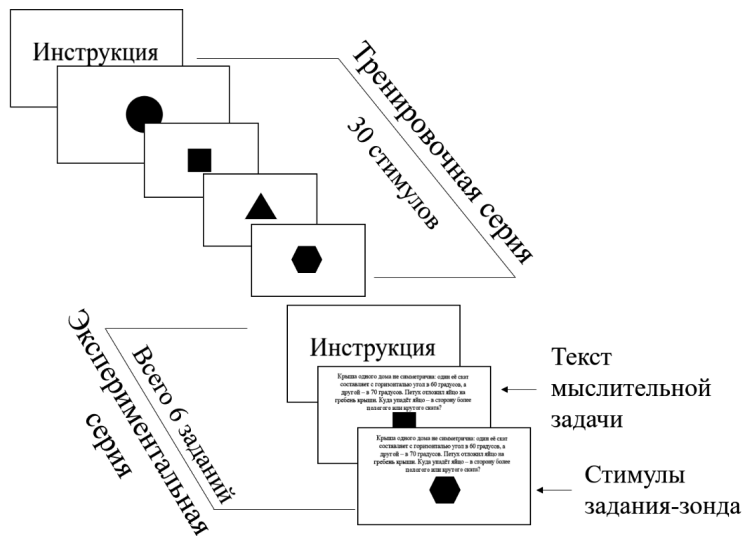 Инструкция
Тренировочная серия
30 стимулов
Экспериментальная
серия
Всего 6 заданий
Инструкция
Крыша одного дома не симметрична: один её скат
составляет с горизонталью угол в 60 градусов, а
другой – в 70 градусов. Петух отложил яйцо на
гребень крыши. Куда упадёт яйцо – в сторону более
пологого или крутого ската?
Крыша одного дома не симметрична: один её скат
составляет с горизонталью угол в 60 градусов, а
другой – в 70 градусов. Петух отложил яйцо на
гребень крыши. Куда упадёт яйцо – в сторону более
пологого или крутого ската?
Текст
мыслительной
задачи
Стимулы
задания-зонда